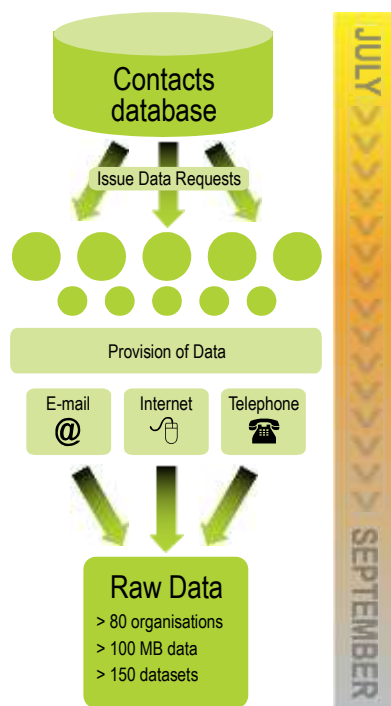 Contacts
database
Issue Data Requests
Provision of Data
E-mail
@
Internet
Telephone
Raw Data
> 80 organisations
> 100 MB data
> 150 datasets
JULY >>>>>>>>>>>>> SEPTEMBER